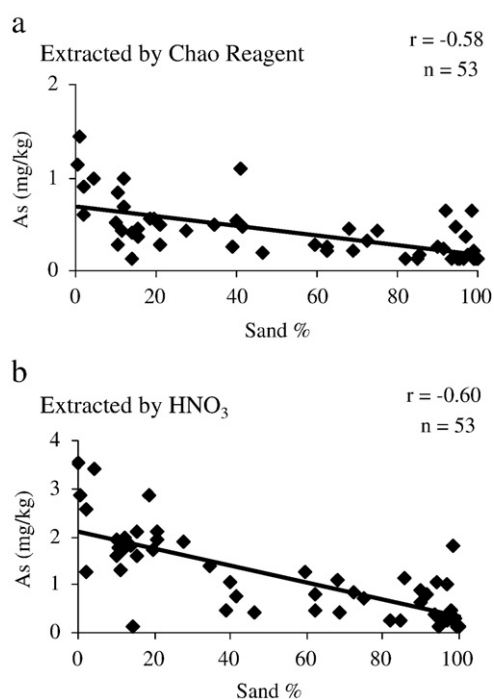 a
Extracted by Chao Reagent
r = -0.58
n = 53
2
1
0
As (mg/kg)
0 20 40 60 80 100
Sand %
b
Extracted by HNO₃
r = -0.60
n = 53
4
3
2
1
0
As (mg/kg)
0 20 40 60 80 100
Sand %